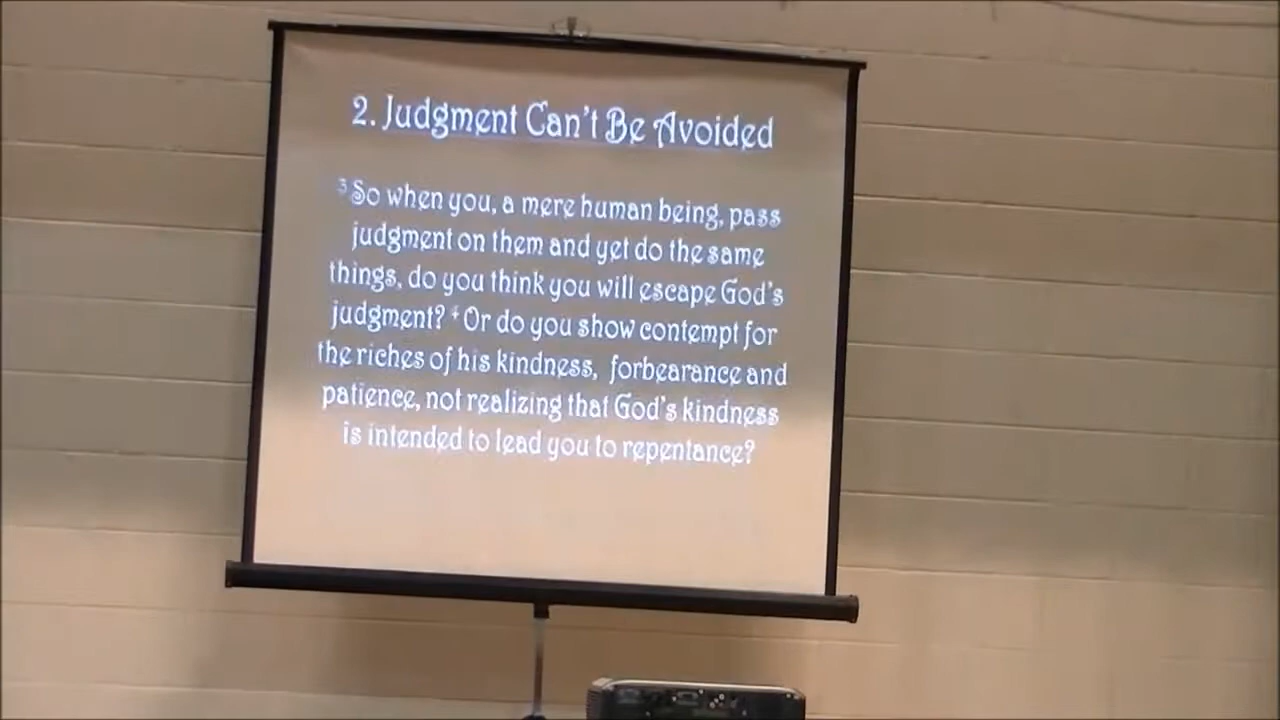 2. Judgment Can't Be Avoided
3 So when you, a mere human being, pass
judgment on them and yet do the same
things, do you think you will escape God's
judgment? 4 Or do you show contempt for
the riches of his kindness, forbearance and
patience, not realizing that God's kindness
is intended to lead you to repentance?